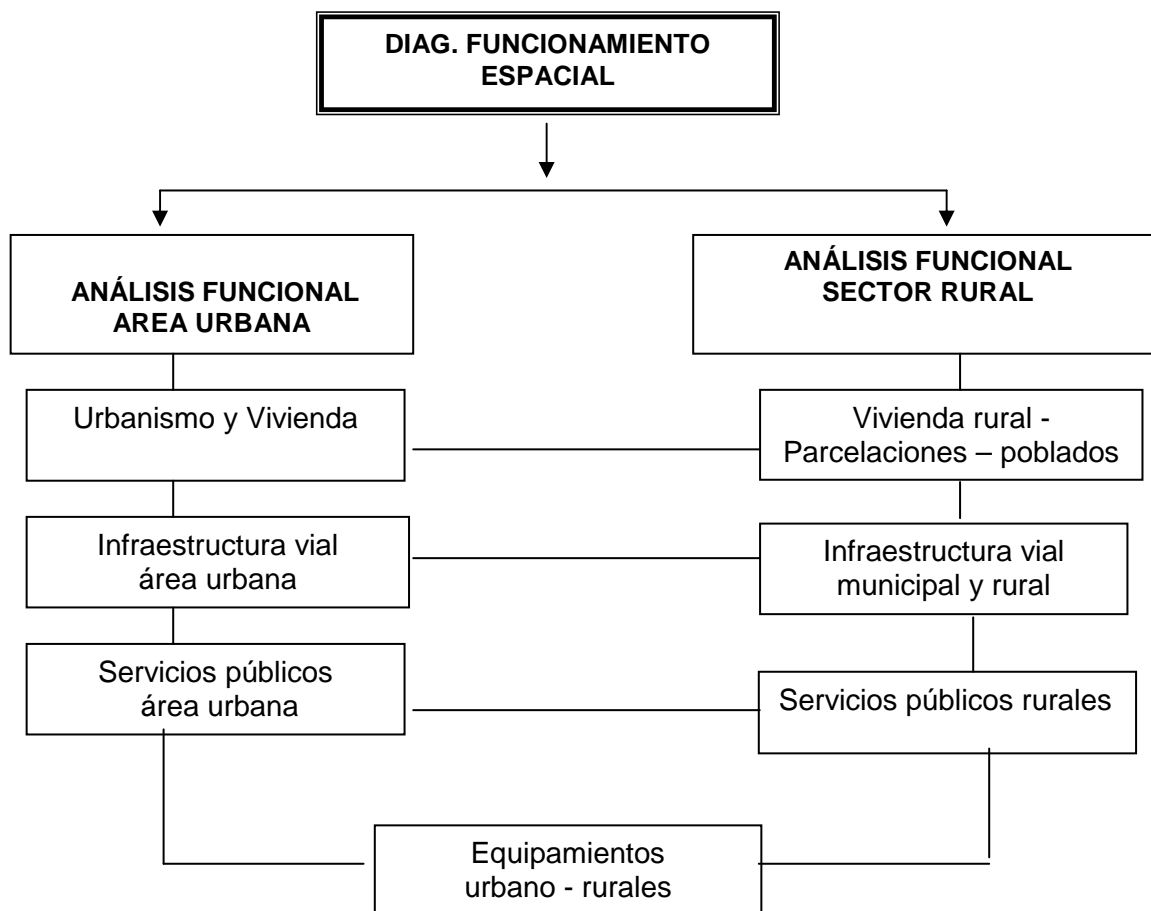 DIAG. FUNCIONAMIENTO
ESPACIAL
ANÁLISIS FUNCIONAL
AREA URBANA
ANÁLISIS FUNCIONAL
SECTOR RURAL
Urbanismo y Vivienda
Vivienda rural -
Parcelaciones – poblados
Infraestructura vial
área urbana
Infraestructura vial
municipal y rural
Servicios públicos
área urbana
Servicios públicos rurales
Equipamientos
urbano - rurales